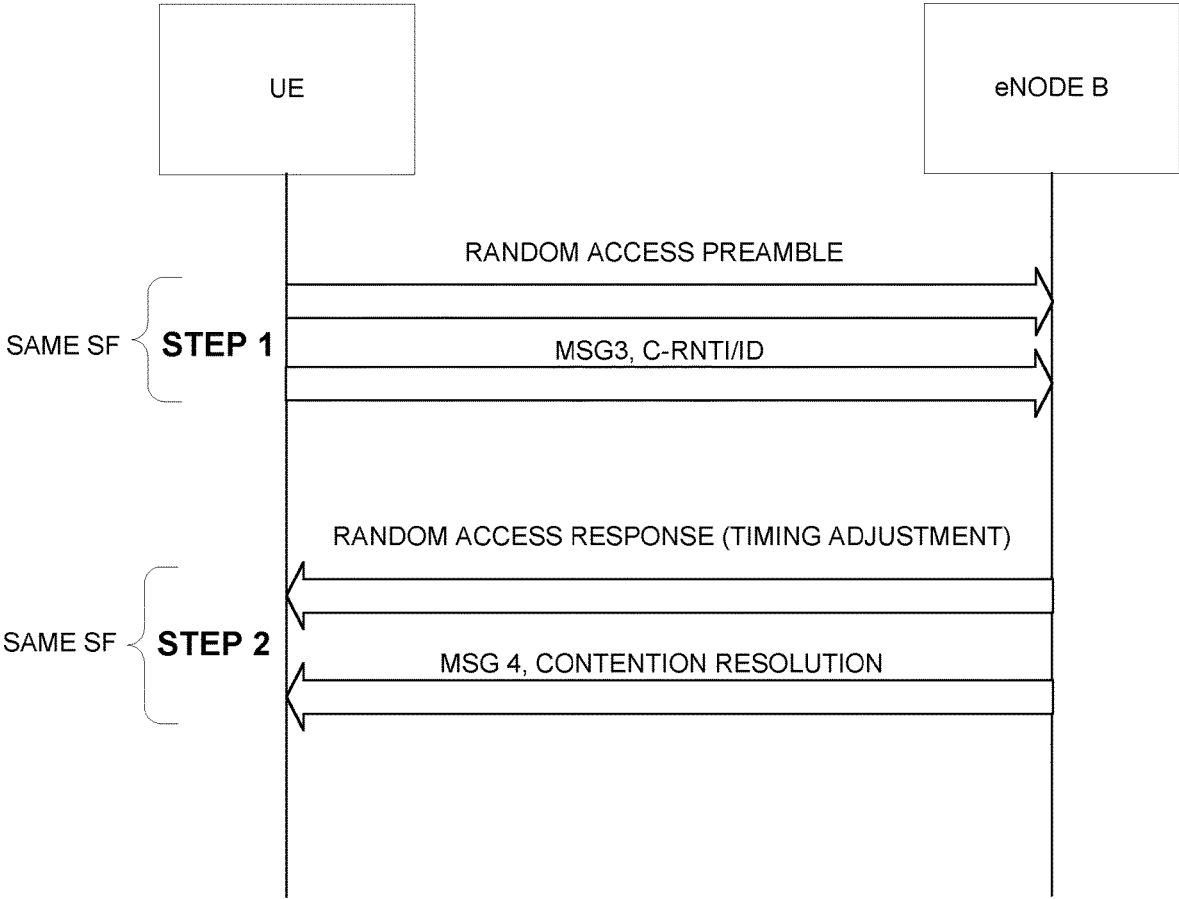 UE
eNODE B
RANDOM ACCESS PREAMBLE
SAME SF
STEP 1
MSG3, C-RNTI/ID
RANDOM ACCESS RESPONSE (TIMING ADJUSTMENT)
SAME SF
STEP 2
MSG 4, CONTENTION RESOLUTION